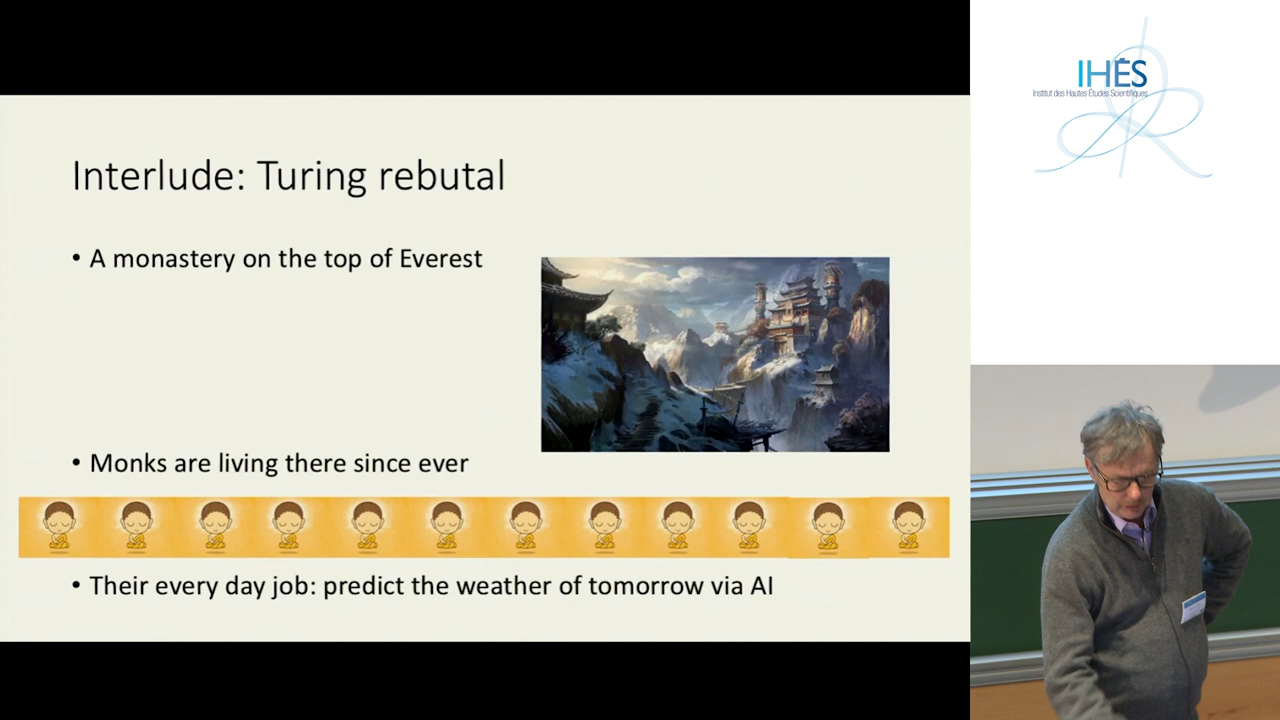 Interlude: Turing rebutal
• A monastery on the top of Everest
• Monks are living there since ever
• Their every day job: predict the weather of tomorrow via AI
IHÉS
Institut des Hautes Études Scientifiques